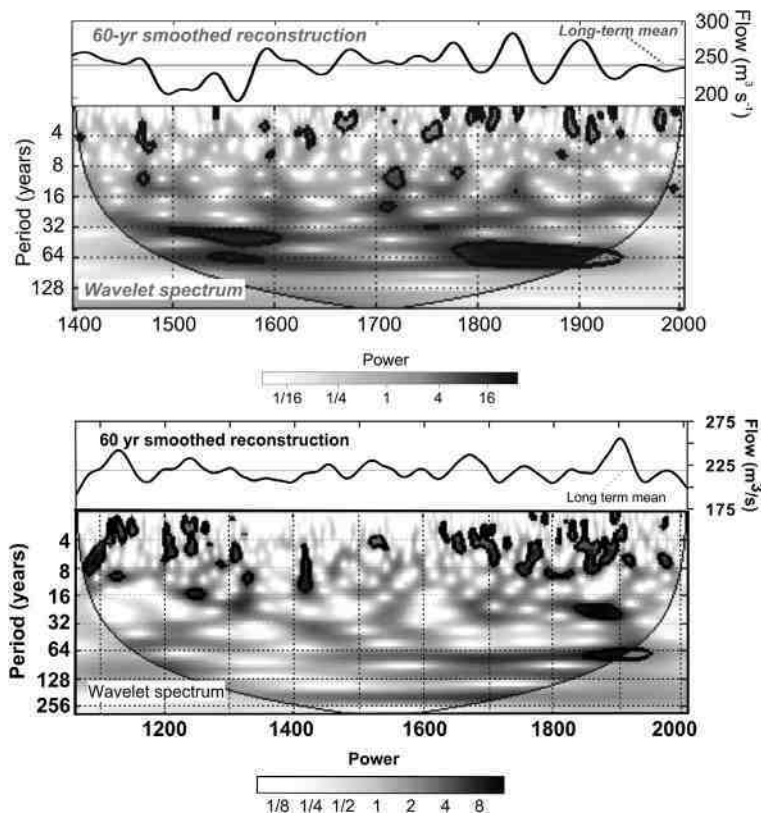 60-yr smoothed reconstruction
Long-term mean
300
250
200
Flow (m³ s⁻¹)
Period (years)
4
8
16
32
64
128
Wavelet spectrum
1400 1500 1600 1700 1800 1900 2000
Power
1/16 1/4 1 4 16
60 yr smoothed reconstruction
Long term mean
275
225
175
Flow (m³/s)
Period (years)
4
8
16
32
64
128
256
Wavelet spectrum
1200 1400 1600 1800 2000
Power
1/8 1/4 1/2 1 2 4 8